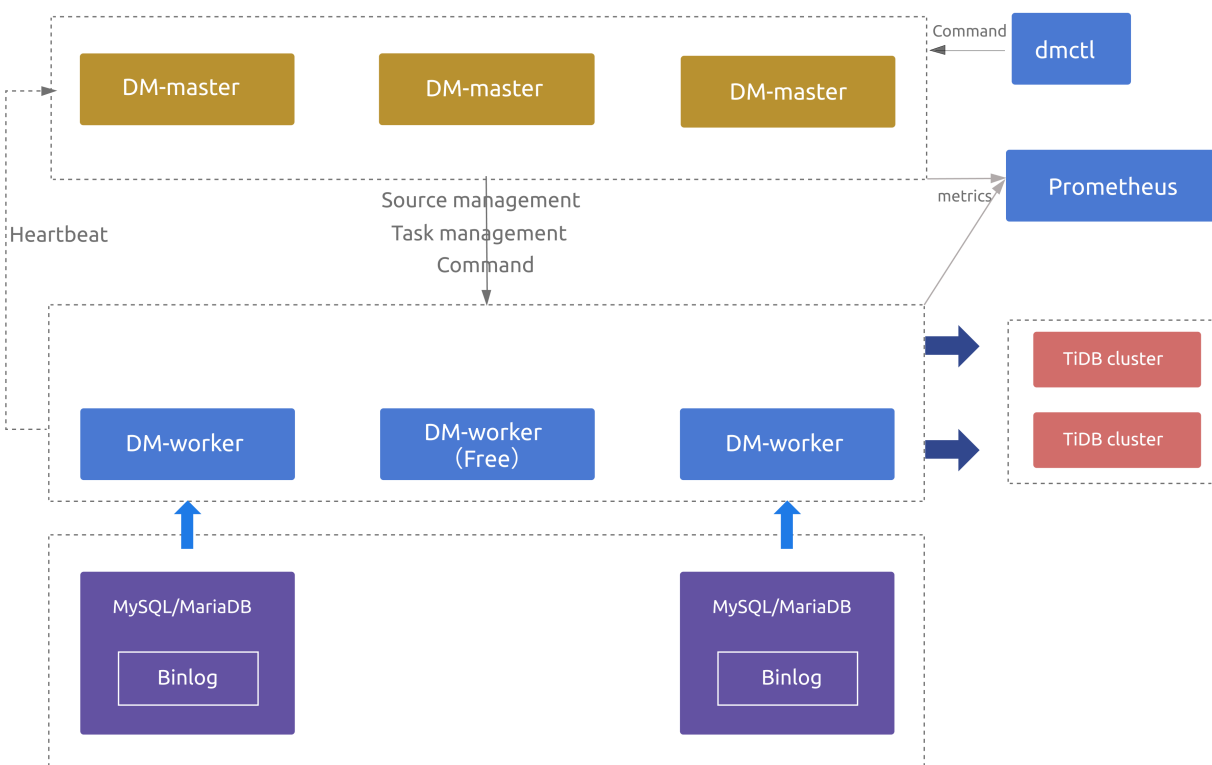 Command
dmctl
DM-master
DM-master
DM-master
Prometheus
metrics
Source management
Task management
Command
Heartbeat
TiDB cluster
TiDB cluster
DM-worker
DM-worker
（Free）
DM-worker
MySQL/MariaDB
Binlog
MySQL/MariaDB
Binlog